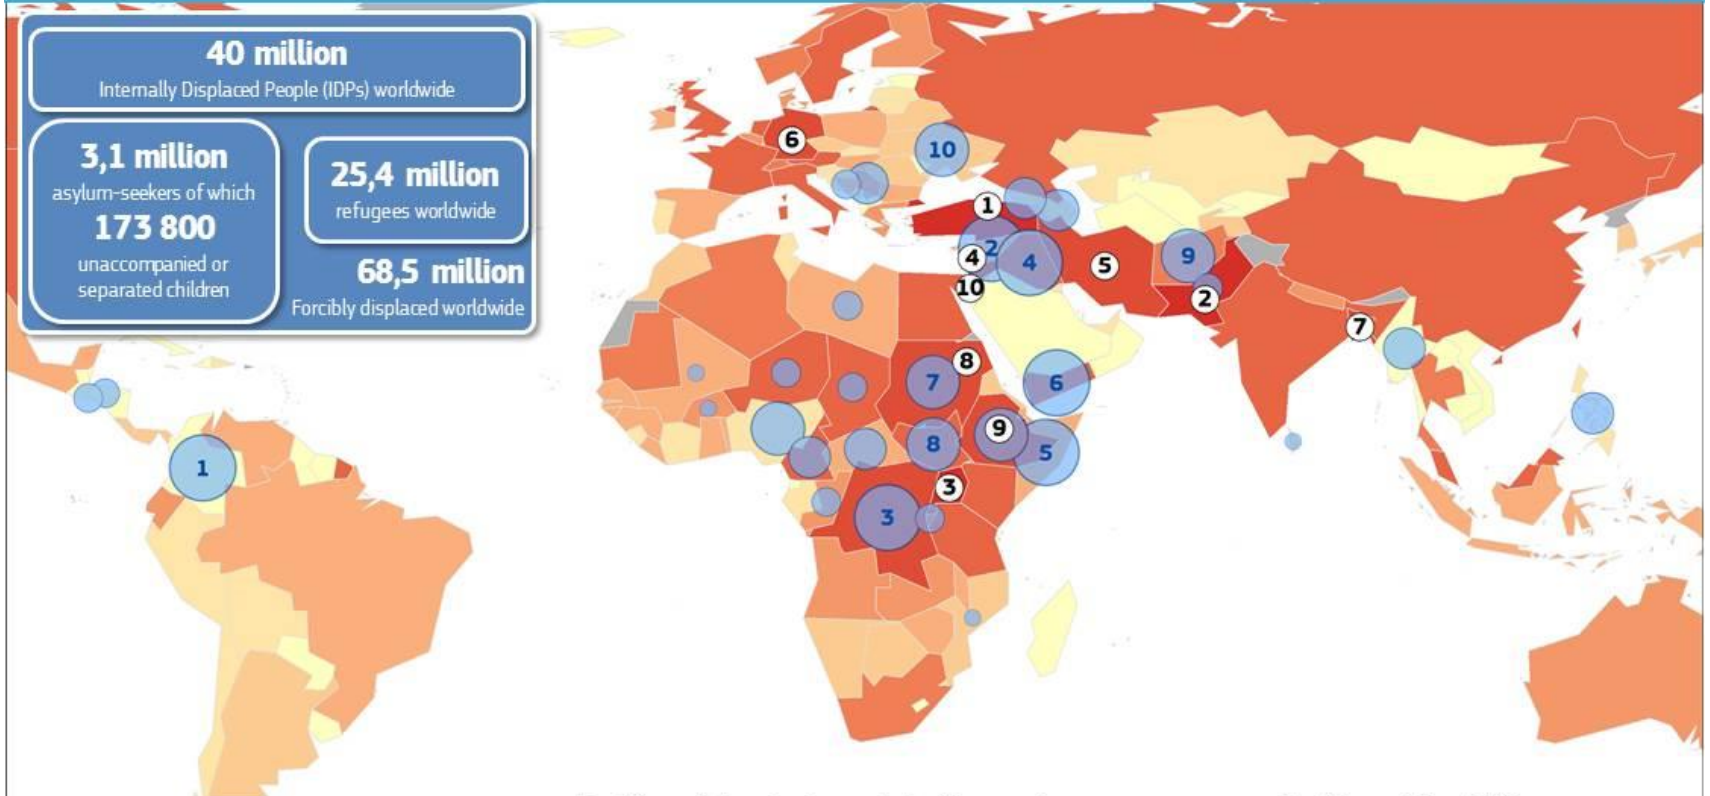 40 million
Internally Displaced People (IDPs) worldwide
3,1 million
asylum-seekers of which
173 800
unaccompanied or
separated children
25,4 million
refugees worldwide
68,5 million
Forcibly displaced worldwide
6
10
1
2
4
4
5
9
10
2
7
8
7
6
9
8
5
1
3
3